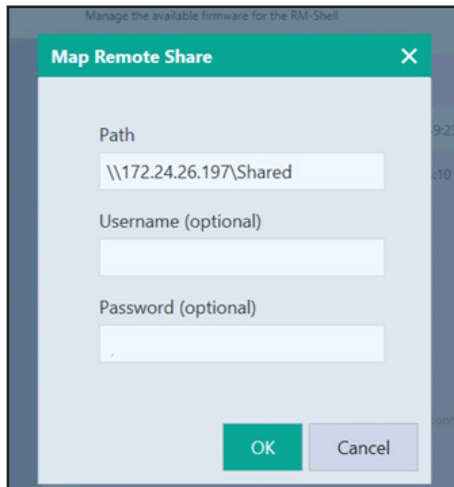 Manage the available firmware for the RM-Shell
Map Remote Share
Path
\\172.24.26.197\Shared
Username (optional)
Password (optional)
OK
Cancel